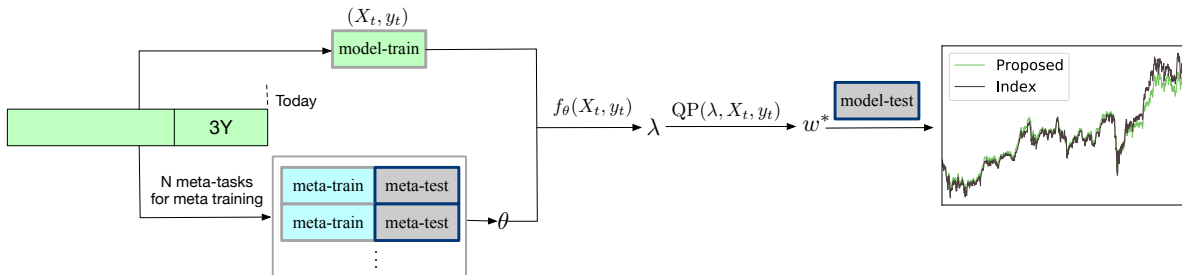 (X_t, y_t)
model-train
Today
3Y
N meta-tasks
for meta training
meta-train meta-test
meta-train meta-test
⋮
θ
f_θ(X_t, y_t)
λ
QP(λ, X_t, y_t)
w*
model-test
Proposed
Index